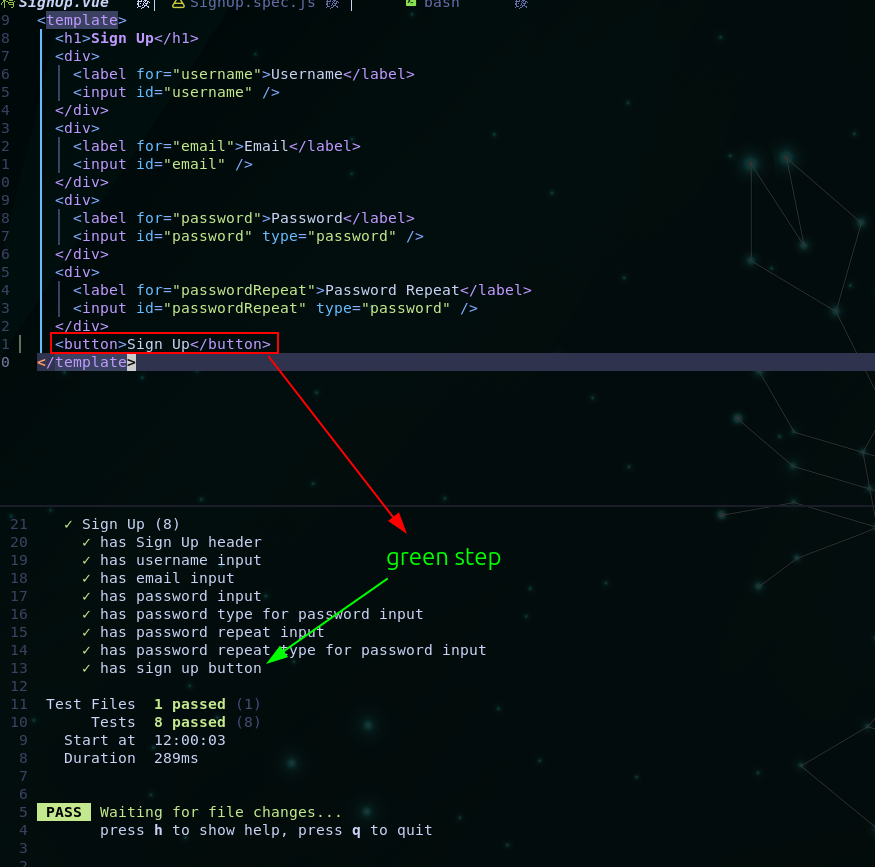 SignUp.vue SignUp.spec.js bash
9 <template>
8 <h1>Sign Up</h1>
7 <div>
6 <label for="username">Username</label>
5 <input id="username" />
4 </div>
3 <div>
2 <label for="email">Email</label>
1 <input id="email" />
0 </div>
9 <div>
8 <label for="password">Password</label>
7 <input id="password" type="password" />
6 </div>
5 <div>
4 <label for="passwordRepeat">Password Repeat</label>
3 <input id="passwordRepeat" type="password" />
2 </div>
1 <button>Sign Up</button>
0 </template>
21 ✓ Sign Up (8)
20 ✓ has Sign Up header
19 ✓ has username input
green step
18 ✓ has email input
17 ✓ has password input
16 ✓ has password type for password input
15 ✓ has password repeat input
14 ✓ has password repeat type for password input
13 ✓ has sign up button
12
11 Test Files 1 passed (1)
10 Tests 8 passed (8)
9 Start at 12:00:03
8 Duration 289ms
7
6
5 PASS Waiting for file changes...
4 press h to show help, press q to quit
3
2